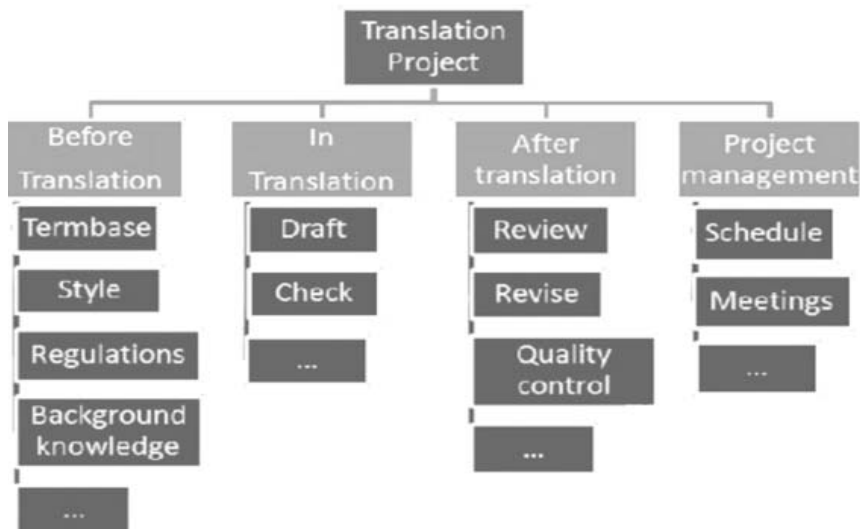 Translation
Project
Before
Translation
Termbase
Style
Regulations
Background
knowledge
...
In
Translation
Draft
Check
...
After
translation
Review
Revise
Quality
control
...
Project
management
Schedule
Meetings
...